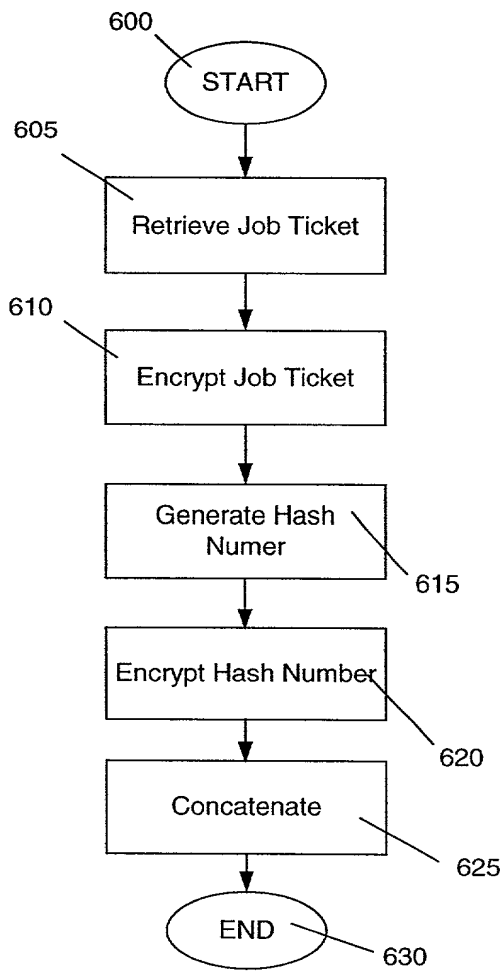 600
START
605
Retrieve Job Ticket
610
Encrypt Job Ticket
Generate Hash
Numer
615
Encrypt Hash Number
620
Concatenate
625
END
630